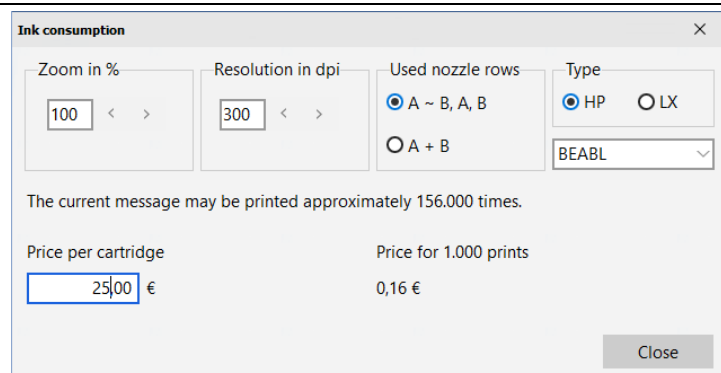 Ink consumption
Zoom in % Resolution in dpi Used nozzle rows Type
100 300 A ~ B, A, B HP LX
A + B BEABL
The current message may be printed approximately 156.000 times.
Price per cartridge Price for 1.000 prints
25,00 € 0,16 €
Close